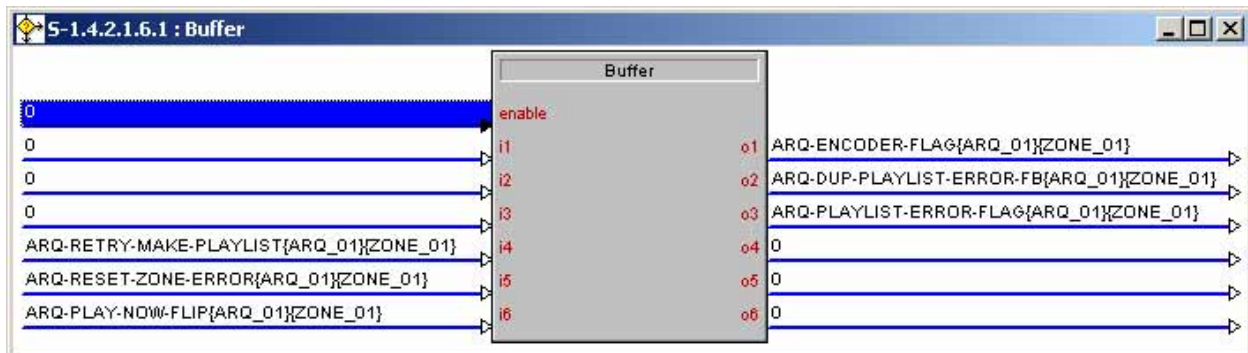 S-1.4.2.1.6.1 : Buffer
Buffer
0 enable
0 i1 o1 ARQ-ENCODER-FLAG{ARQ_01}{ZONE_01}
0 i2 o2 ARQ-DUP-PLAYLIST-ERROR-FB{ARQ_01}{ZONE_01}
0 i3 o3 ARQ-PLAYLIST-ERROR-FLAG{ARQ_01}{ZONE_01}
ARQ-RETRY-MAKE-PLAYLIST{ARQ_01}{ZONE_01} i4 o4 0
ARQ-RESET-ZONE-ERROR{ARQ_01}{ZONE_01} i5 o5 0
ARQ-PLAY-NOW-FLIP{ARQ_01}{ZONE_01} i6 o6 0